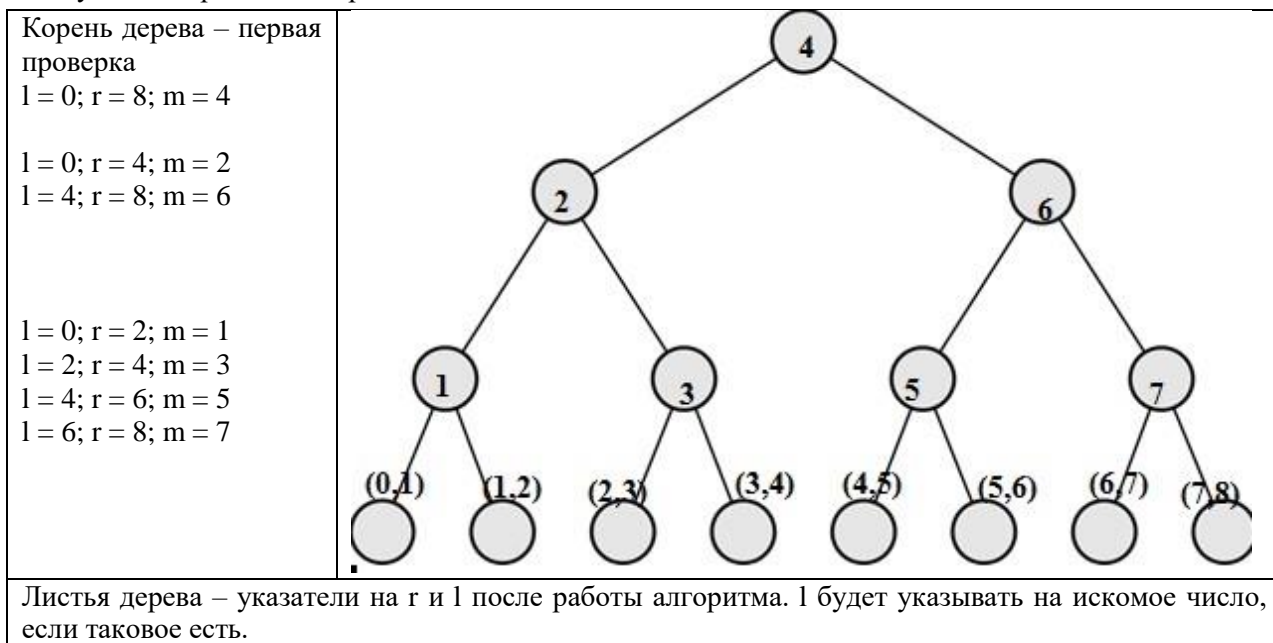 Корень дерева – первая
проверка
l = 0; r = 8; m = 4
l = 0; r = 4; m = 2
l = 4; r = 8; m = 6
l = 0; r = 2; m = 1
l = 2; r = 4; m = 3
l = 4; r = 6; m = 5
l = 6; r = 8; m = 7
4
2 6
1 3 5 7
(0,1) (1,2) (2,3) (3,4) (4,5) (5,6) (6,7) (7,8)
Листья дерева – указатели на r и l после работы алгоритма. l будет указывать на искомое число,
если таковое есть.